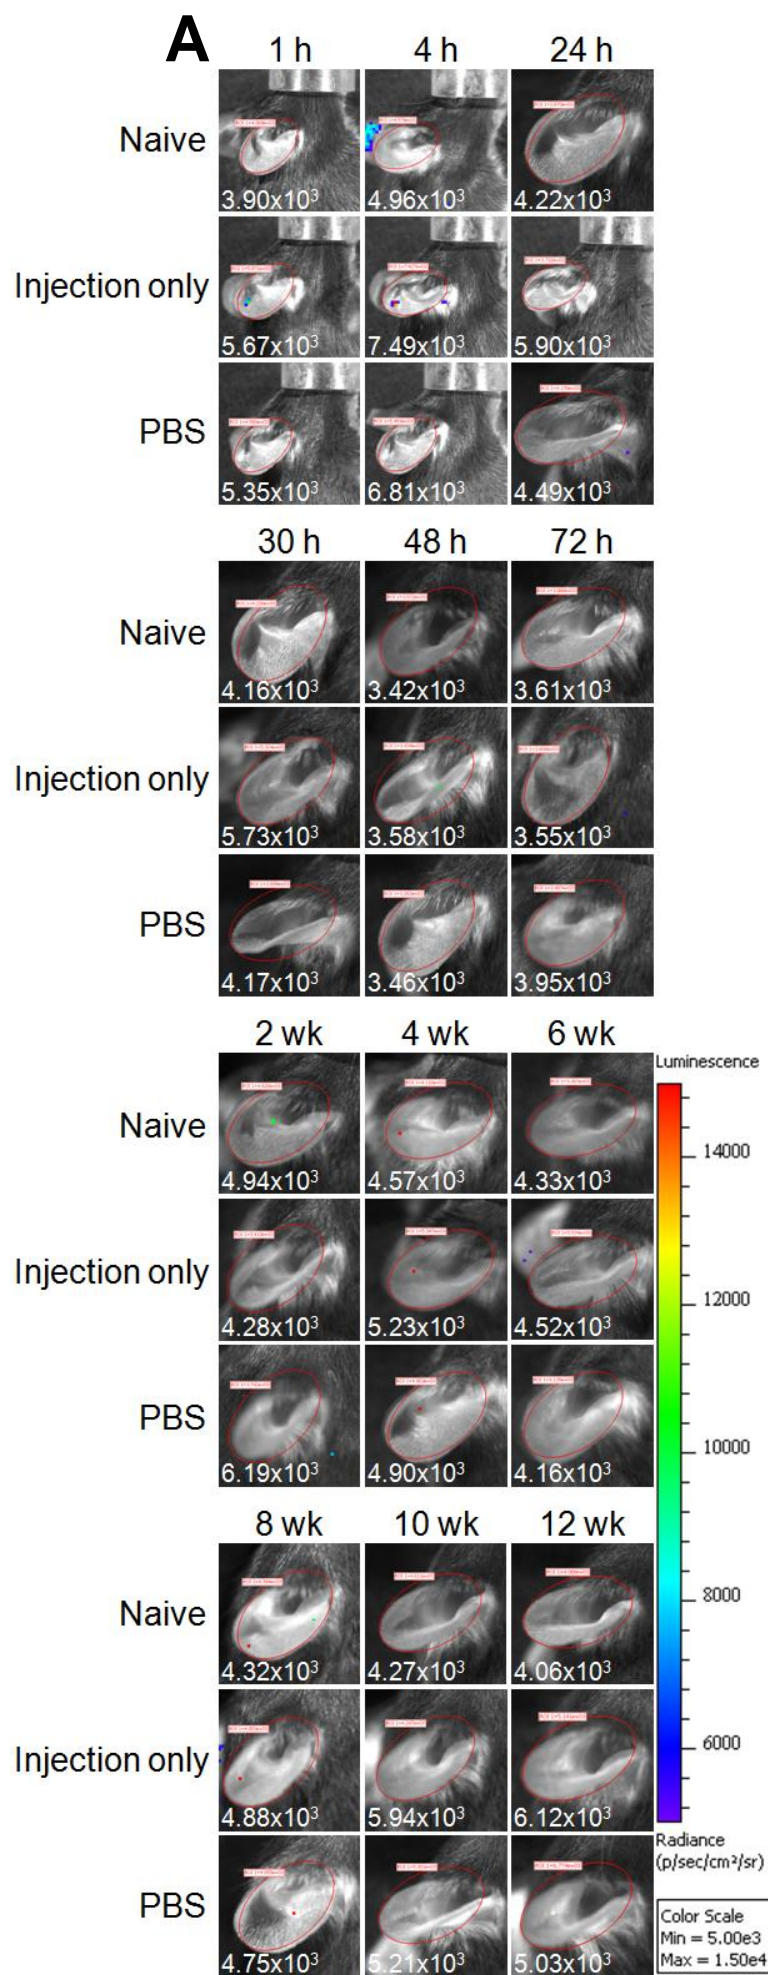 A
1 h 4 h 24 h
Naive
3.90x10³ 4.96x10³ 4.22x10³
Injection only
5.67x10³ 7.49x10³ 5.90x10³
PBS
5.35x10³ 6.81x10³ 4.49x10³
30 h 48 h 72 h
Naive
4.16x10³ 3.42x10³ 3.61x10³
Injection only
5.73x10³ 3.58x10³ 3.55x10³
PBS
4.17x10³ 3.46x10³ 3.95x10³
2 wk 4 wk 6 wk
Luminescence
Naive
4.94x10³ 4.57x10³ 4.33x10³
Injection only
4.28x10³ 5.23x10³ 4.52x10³
PBS
6.19x10³ 4.90x10³ 4.16x10³
8 wk 10 wk 12 wk
Naive
4.32x10³ 4.27x10³ 4.06x10³
Injection only
4.88x10³ 5.94x10³ 6.12x10³
PBS
4.75x10³ 5.21x10³ 5.03x10³
14000
12000
10000
8000
6000
Radiance
(p/sec/cm²/sr)
Color Scale
Min = 5.00e3
Max = 1.50e4